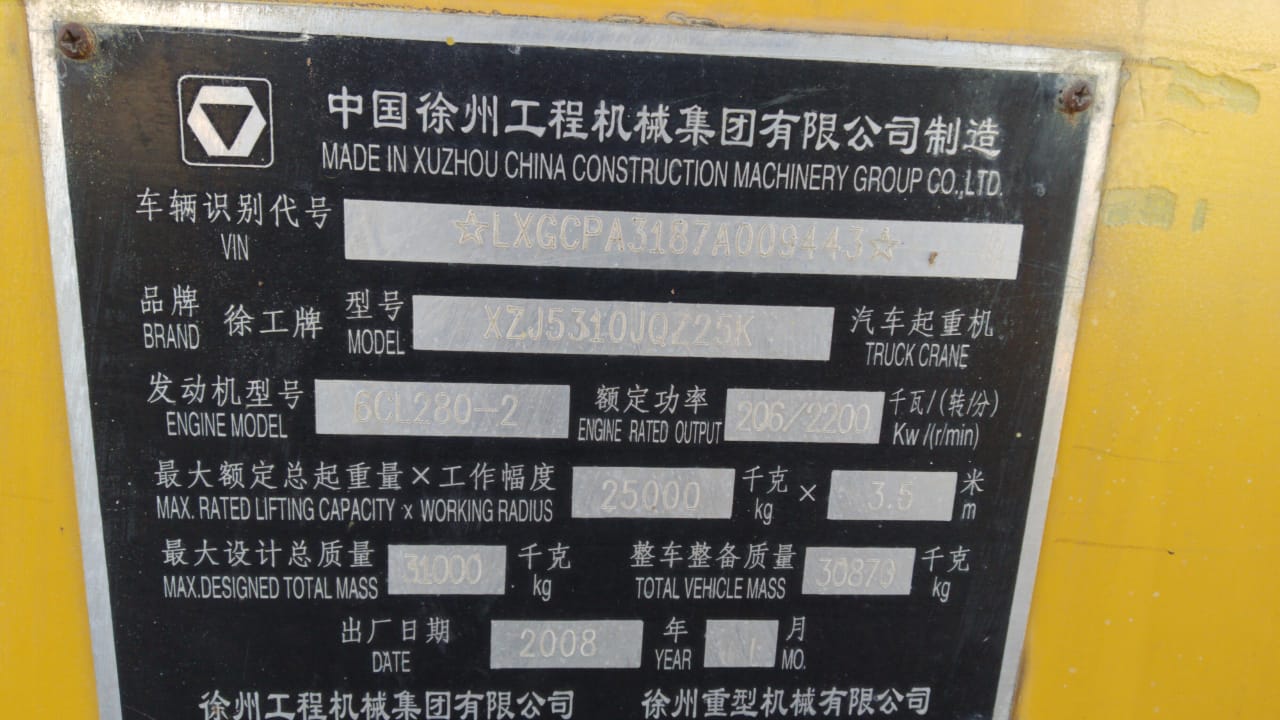 中国徐州工程机械集团有限公司制造
MADE IN XUZHOU CHINA CONSTRUCTION MACHINERY GROUP CO.,LTD.
车辆识别代号 ☆LXGCPA3187A009443☆
VIN
品牌 徐工牌 型号 XZJ5310JQZ25K 汽车起重机
BRAND MODEL TRUCK CRANE
发动机型号 6CL280-2 额定功率 206/2200 千瓦/(转/分)
ENGINE MODEL ENGINE RATED OUTPUT Kw/(r/min)
最大额定总起重量×工作幅度 25000 千克 × 3.5 米
MAX. RATED LIFTING CAPACITY x WORKING RADIUS kg m
最大设计总质量 31000 千克 整车整备质量 30870 千克
MAX.DESIGNED TOTAL MASS kg TOTAL VEHICLE MASS kg
出厂日期 2008 年 月
DATE YEAR MO.
徐州工程机械集团有限公司 徐州重型机械有限公司